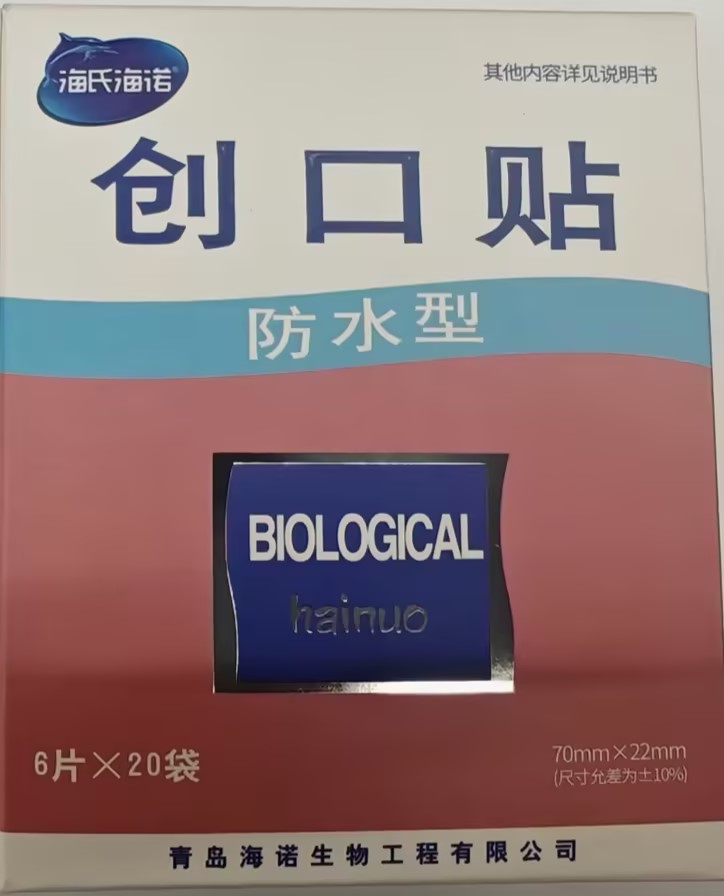 海氏海诺®
其他内容详见说明书
创口贴
防水型
BIOLOGICAL
hainuo
6片×20袋
70mm×22mm
(尺寸允差为±10%)
青岛海诺生物工程有限公司